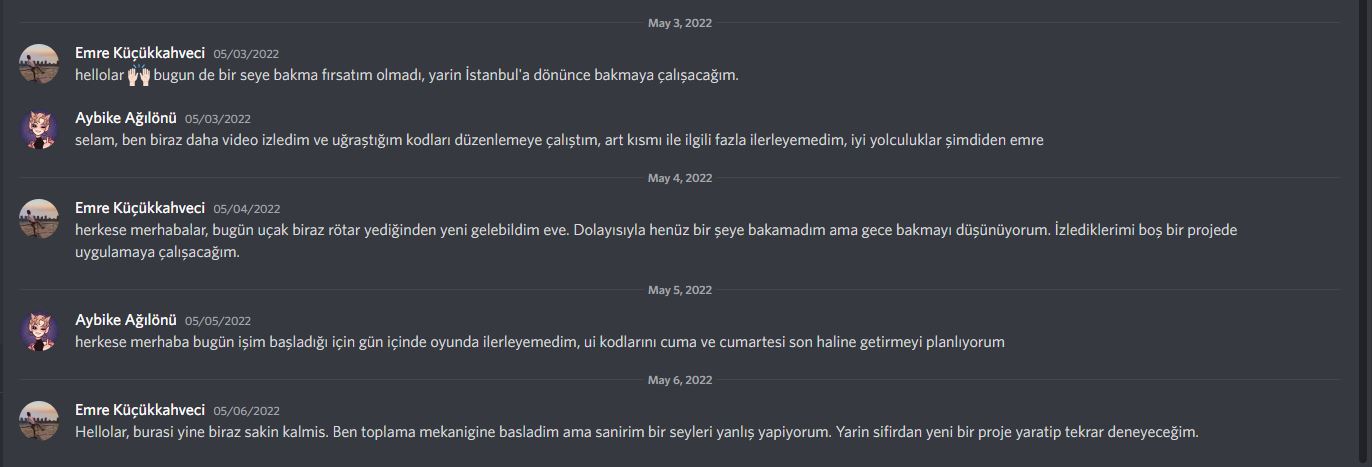 May 3, 2022
Emre Küçükkahveci 05/03/2022
hellolar 🙌🏻 bugun de bir seye bakma fırsatım olmadı, yarin İstanbul'a dönünce bakmaya çalışacağım.
Aybike Ağılönü 05/03/2022
selam, ben biraz daha video izledim ve uğraştığım kodları düzenlemeye çalıştım, art kısmı ile ilgili fazla ilerleyemedim, iyi yolculuklar şimdiden emre
May 4, 2022
Emre Küçükkahveci 05/04/2022
herkese merhabalar, bugün uçak biraz rötar yediğinden yeni gelebildim eve. Dolayısıyla henüz bir şeye bakamadım ama gece bakmayı düşünüyorum. İzlediklerimi boş bir projede
uygulamaya çalışacağım.
May 5, 2022
Aybike Ağılönü 05/05/2022
herkese merhaba bugün işim başladığı için gün içinde oyunda ilerleyemedim, ui kodlarını cuma ve cumartesi son haline getirmeyi planlıyorum
May 6, 2022
Emre Küçükkahveci 05/06/2022
Hellolar, burasi yine biraz sakin kalmis. Ben toplama mekanigine basladim ama sanirim bir seyleri yanlış yapiyorum. Yarin sifirdan yeni bir proje yaratip tekrar deneyeceğim.